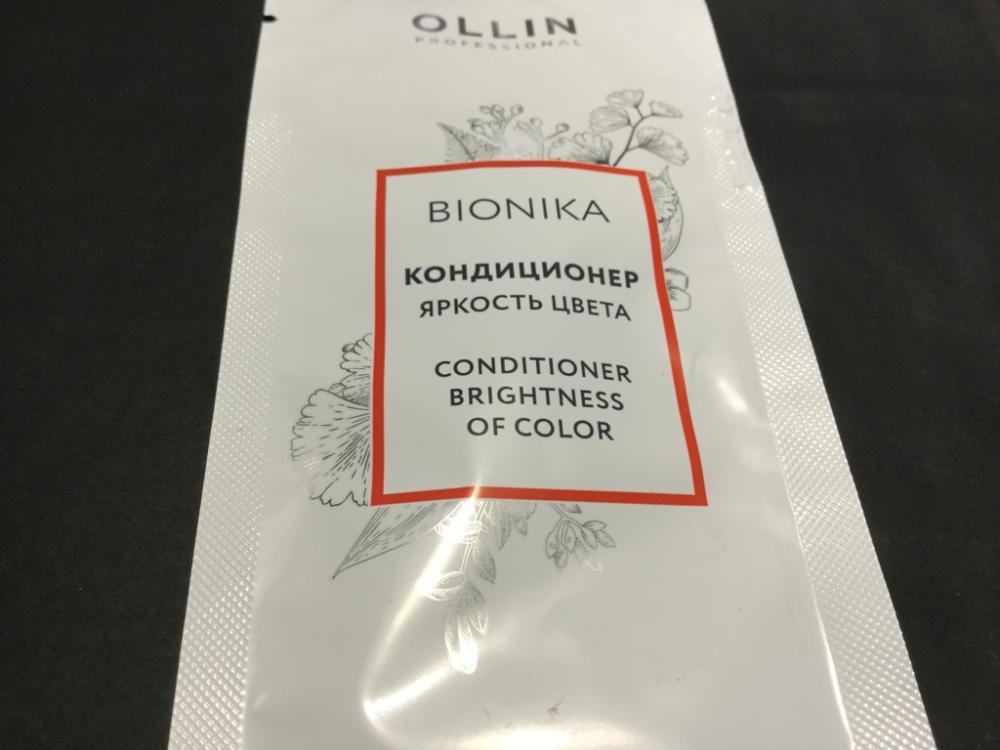 OLLIN
PROFESSIONAL
BIONIKA
КОНДИЦИОНЕР
ЯРКОСТЬ ЦВЕТА
CONDITIONER
BRIGHTNESS
OF COLOR